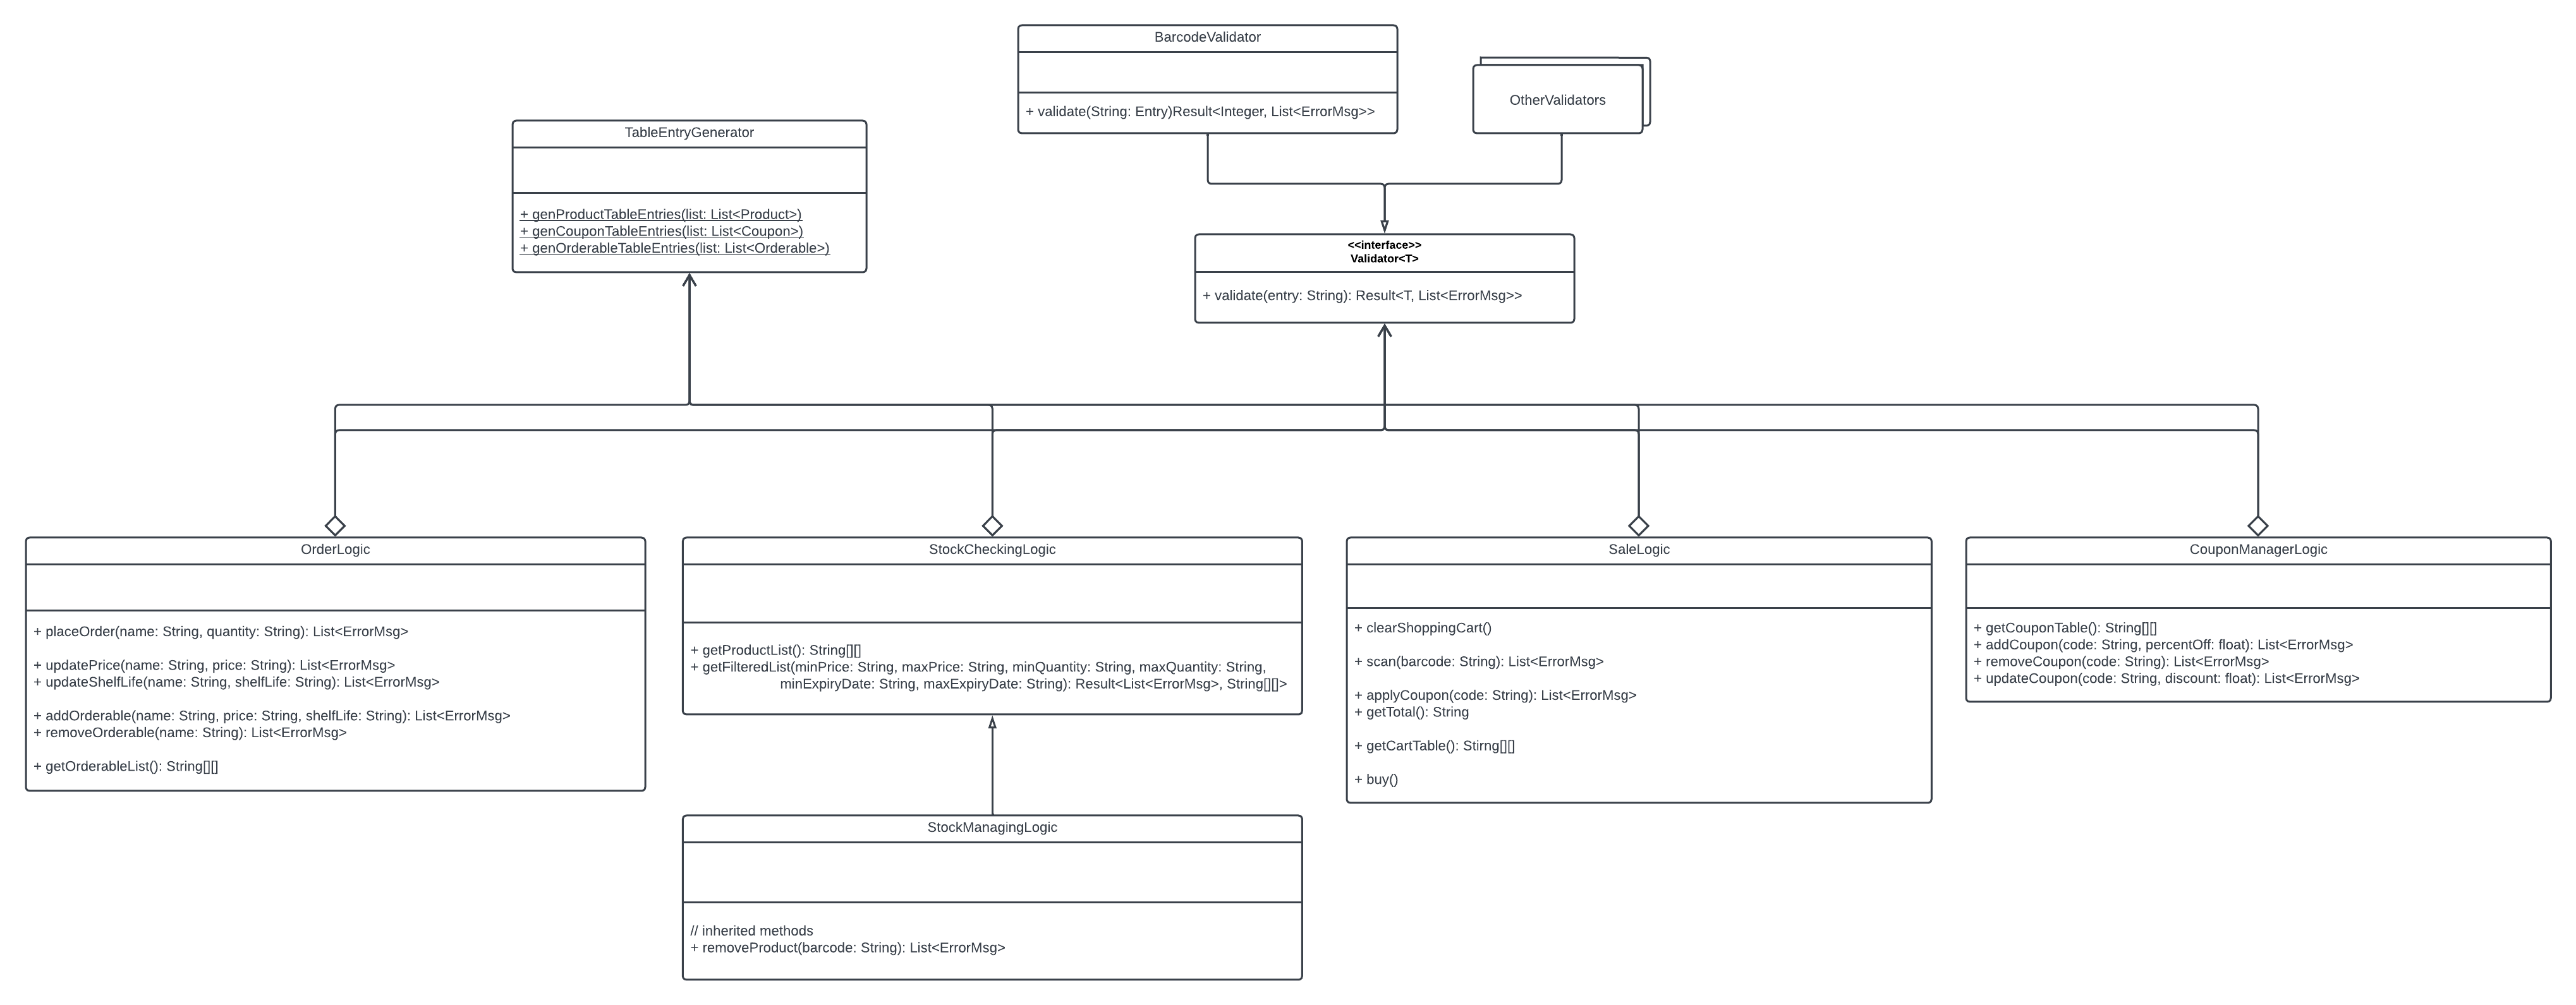 BarcodeValidator
+ validate(String: Entry)Result<Integer, List<ErrorMsg>>
OtherValidators
TableEntryGenerator
+ genProductTableEntries(list: List<Product>)
+ genCouponTableEntries(list: List<Coupon>)
+ genOrderableTableEntries(list: List<Orderable>)
<<interface>>
Validator<T>
+ validate(entry: String): Result<T, List<ErrorMsg>>
OrderLogic
+ placeOrder(name: String, quantity: String): List<ErrorMsg>
+ updatePrice(name: String, price: String): List<ErrorMsg>
+ updateShelfLife(name: String, shelfLife: String): List<ErrorMsg>
+ addOrderable(name: String, price: String, shelfLife: String): List<ErrorMsg>
+ removeOrderable(name: String): List<ErrorMsg>
+ getOrderableList(): String[][]
StockCheckingLogic
+ getProductList(): String[][]
+ getFilteredList(minPrice: String, maxPrice: String, minQuantity: String, maxQuantity: String,
minExpiryDate: String, maxExpiryDate: String): Result<List<ErrorMsg>, String[][]>
SaleLogic
+ clearShoppingCart()
+ scan(barcode: String): List<ErrorMsg>
+ applyCoupon(code: String): List<ErrorMsg>
+ getTotal(): String
+ getCartTable(): Stirng[][]
+ buy()
CouponManagerLogic
+ getCouponTable(): String[][]
+ addCoupon(code: String, percentOff: float): List<ErrorMsg>
+ removeCoupon(code: String): List<ErrorMsg>
+ updateCoupon(code: String, discount: float): List<ErrorMsg>
StockManagingLogic
// inherited methods
+ removeProduct(barcode: String): List<ErrorMsg>